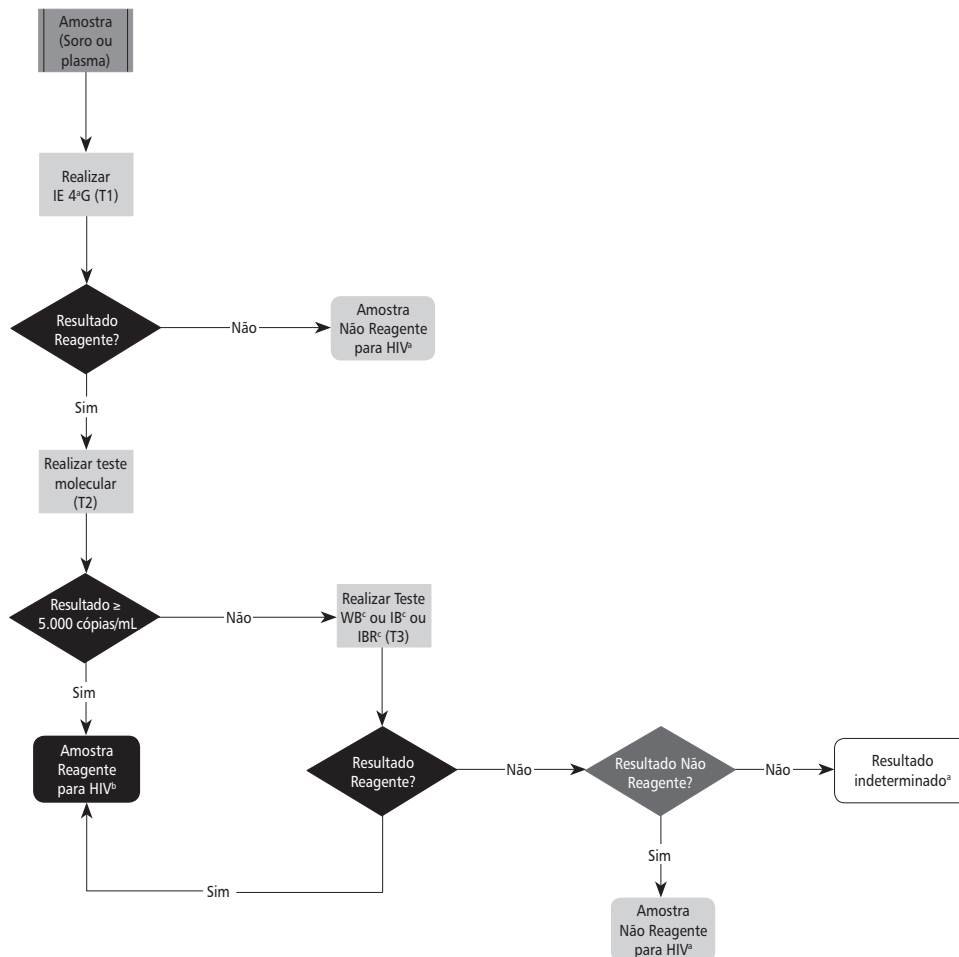 Amostra
(Soro ou
plasma)
Realizar
IE 4ªG (T1)
Resultado
Reagente?
Não
Amostra
Não Reagente
para HIVª
Sim
Realizar teste
molecular
(T2)
Resultado ≥
5.000 cópias/mL
Não
Realizar Teste
WBᶜ ou IBᶜ ou
IBRᶜ (T3)
Sim
Amostra
Reagente
para HIVᵇ
Resultado
Reagente?
Não
Resultado Não
Reagente?
Não
Resultado
indeterminadoª
Sim
Sim
Amostra
Não Reagente
para HIVª